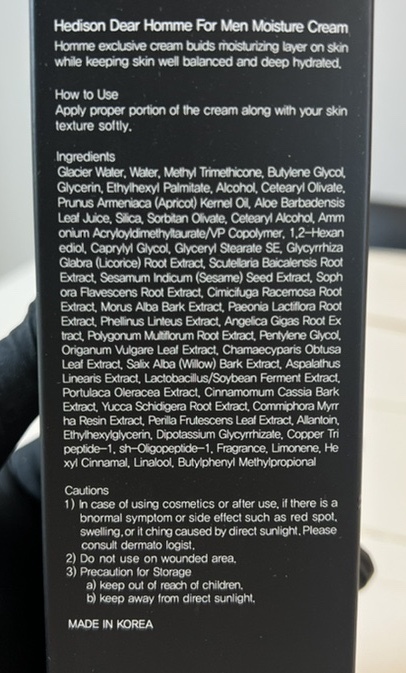 Hedison Dear Homme For Men Moisture Cream
Homme exclusive cream buids moisturizing layer on skin
while keeping skin well balanced and deep hydrated.
How to Use
Apply proper portion of the cream along with your skin
texture softly.
Ingredients
Glacier Water, Water, Methyl Trimethicone, Butylene Glycol,
Glycerin, Ethylhexyl Palmitate, Alcohol, Cetearyl Olivate,
Prunus Armeniaca (Apricot) Kernel Oil, Aloe Barbadensis
Leaf Juice, Silica, Sorbitan Olivate, Cetearyl Alcohol, Amm
onium Acryloyldimethyltaurate/VP Copolymer, 1,2-Hexan
ediol, Caprylyl Glycol, Glyceryl Stearate SE, Glycyrrhiza
Glabra (Licorice) Root Extract, Scutellaria Baicalensis Root
Extract, Sesamum Indicum (Sesame) Seed Extract, Soph
ora Flavescens Root Extract, Cimicifuga Racemosa Root
Extract, Morus Alba Bark Extract, Paeonia Lactiflora Root
Extract, Phellinus Linteus Extract, Angelica Gigas Root Ex
tract, Polygonum Multiflorum Root Extract, Pentylene Glycol,
Origanum Vulgare Leaf Extract, Chamaecyparis Obtusa
Leaf Extract, Salix Alba (Willow) Bark Extract, Aspalathus
Linearis Extract, Lactobacillus/Soybean Ferment Extract,
Portulaca Oleracea Extract, Cinnamomum Cassia Bark
Extract, Yucca Schidigera Root Extract, Commiphora Myrr
ha Resin Extract, Perilla Frutescens Leaf Extract, Allantoin,
Ethylhexylglycerin, Dipotassium Glycyrrhizate, Copper Tri
peptide-1, sh-Oligopeptide-1, Fragrance, Limonene, He
xyl Cinnamal, Linalool, Butylphenyl Methylpropional
Cautions
1) In case of using cosmetics or after use, if there is a
bnormal symptom or side effect such as red spot,
swelling, or it ching caused by direct sunlight, Please
consult dermato logist.
2) Do not use on wounded area.
3) Precaution for Storage
a) keep out of reach of children.
b) keep away from direct sunlight.
MADE IN KOREA